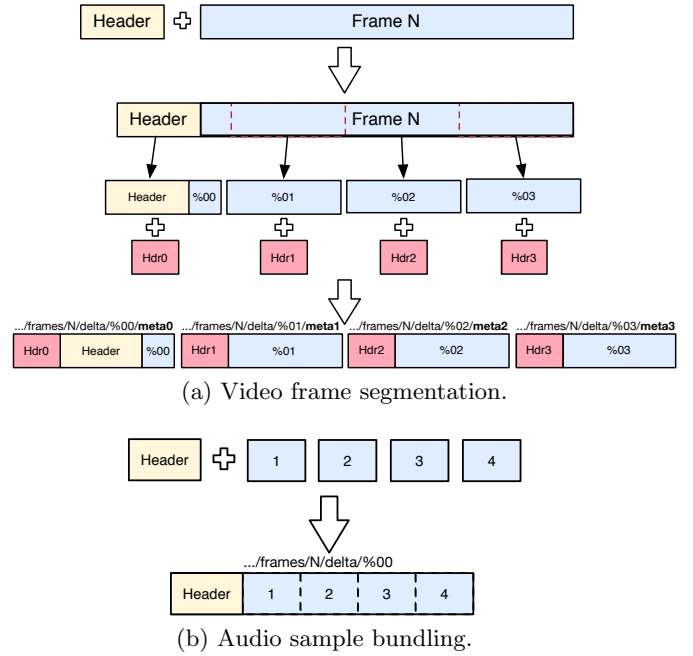 Header
Frame N
Header Frame N
Header %00 %01 %02 %03
Hdr0 Hdr1 Hdr2 Hdr3
.../frames/N/delta/%00/meta0 .../frames/N/delta/%01/meta1 .../frames/N/delta/%02/meta2 .../frames/N/delta/%03/meta3
Hdr0 Header %00 Hdr1 %01 Hdr2 %02 Hdr3 %03
(a) Video frame segmentation.
Header 1 2 3 4
.../frames/N/delta/%00
Header 1 2 3 4
(b) Audio sample bundling.